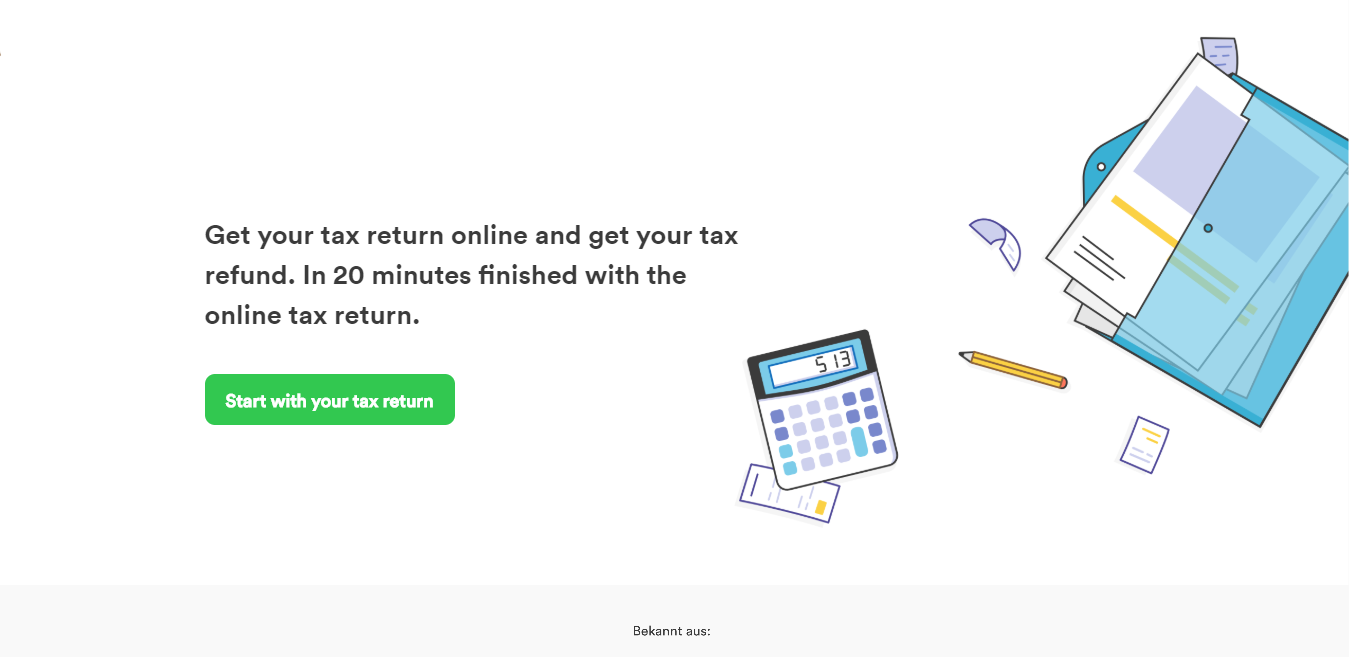 Get your tax return online and get your tax
refund. In 20 minutes finished with the
online tax return.
Start with your tax return
513
Bekannt aus: